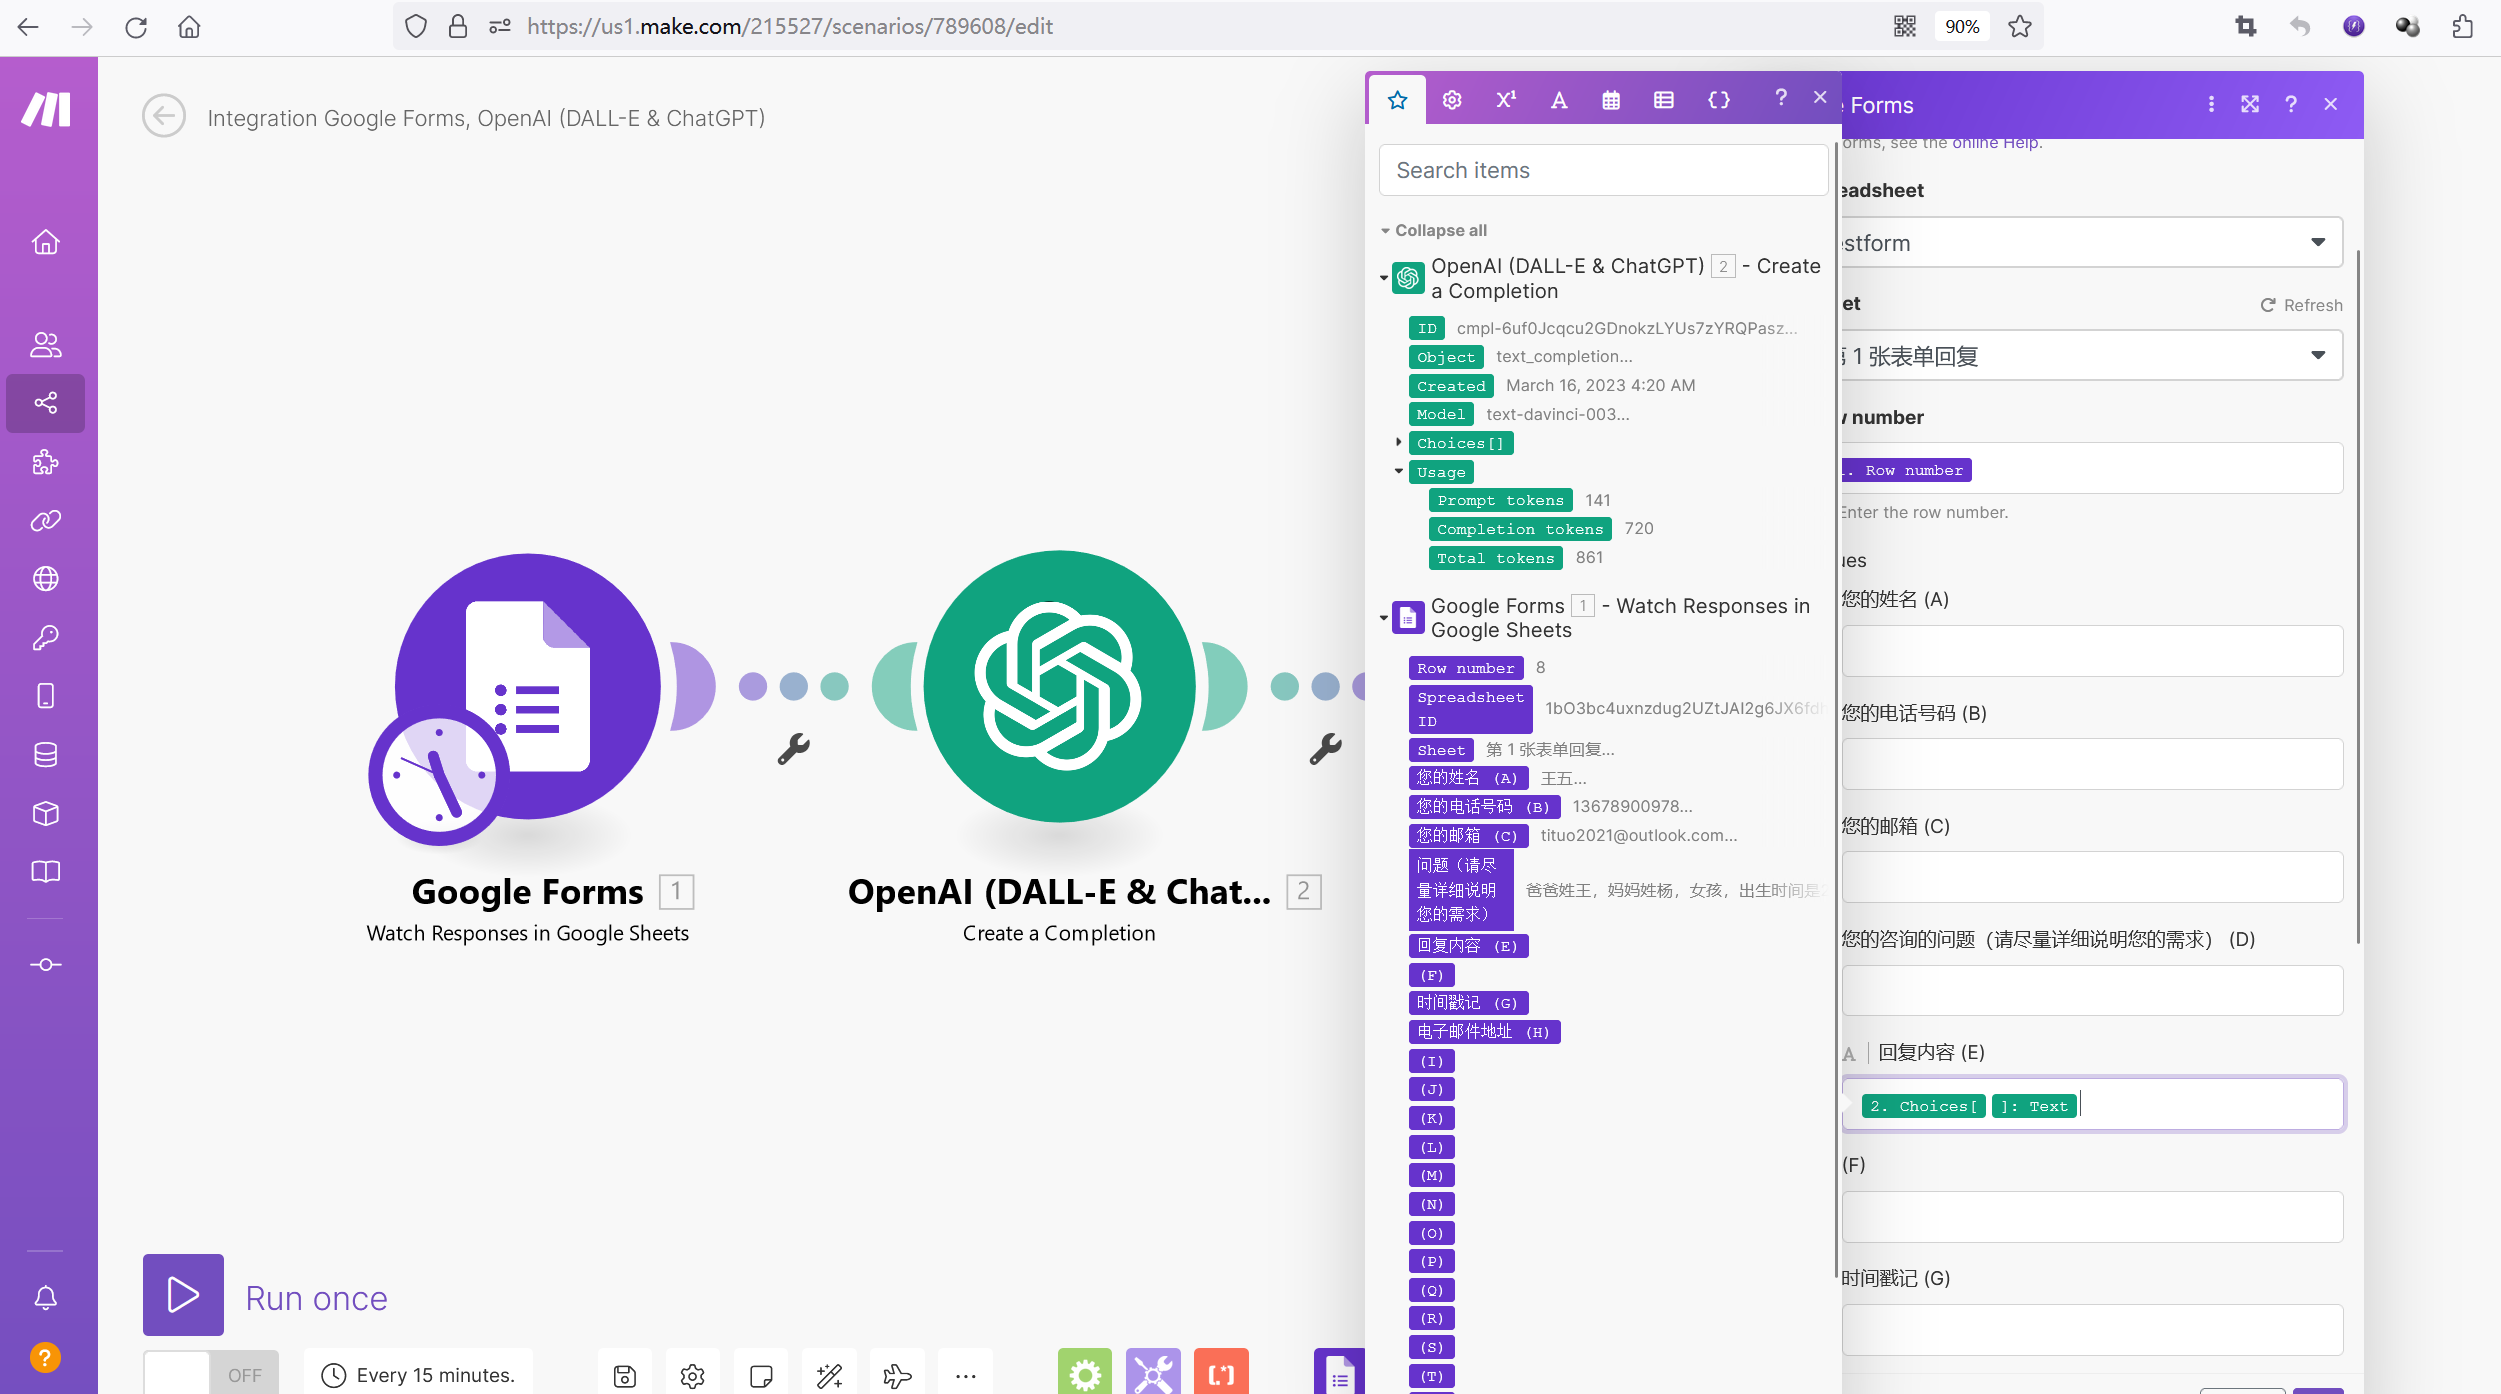 https://us1.make.com/215527/scenarios/789608/edit
90%
Integration Google Forms, OpenAI (DALL-E & ChatGPT)
Google Forms 1
Watch Responses in Google Sheets
OpenAI (DALL-E & Chat... 2
Create a Completion
Run once
OFF
Every 15 minutes.
?
Search items
Collapse all
OpenAI (DALL-E & ChatGPT) 2 - Create
a Completion
ID cmpl-6uf0Jcqcu2GDnokzLYUs7zYRQPasz...
Object text_completion...
Created March 16, 2023 4:20 AM
Model text-davinci-003...
Choices[]
Usage
Prompt tokens 141
Completion tokens 720
Total tokens 861
Google Forms 1 - Watch Responses in
Google Sheets
Row number 8
Spreadsheet
ID 1bO3bc4uxnzdug2UZtJAI2g6JX6fd
Sheet 第 1 张表单回复...
您的姓名 (A) 王五...
您的电话号码 (B) 13678900978...
您的邮箱 (C) tituo2021@outlook.com...
问题（请尽
量详细说明
您的需求）
爸爸姓王，妈妈姓杨，女孩，出生时间是
回复内容 (E)
(F)
时间戳记 (G)
电子邮件地址 (H)
(I)
(J)
(K)
(L)
(M)
(N)
(O)
(P)
(Q)
(R)
(S)
(T)
Forms
orms, see the online Help.
eadsheet
estform
et
Refresh
1 张表单回复
number
. Row number
Enter the row number.
ues
您的姓名 (A)
您的电话号码 (B)
您的邮箱 (C)
您的咨询的问题（请尽量详细说明您的需求） (D)
A 回复内容 (E)
2. Choices[ ]: Text
(F)
时间戳记 (G)